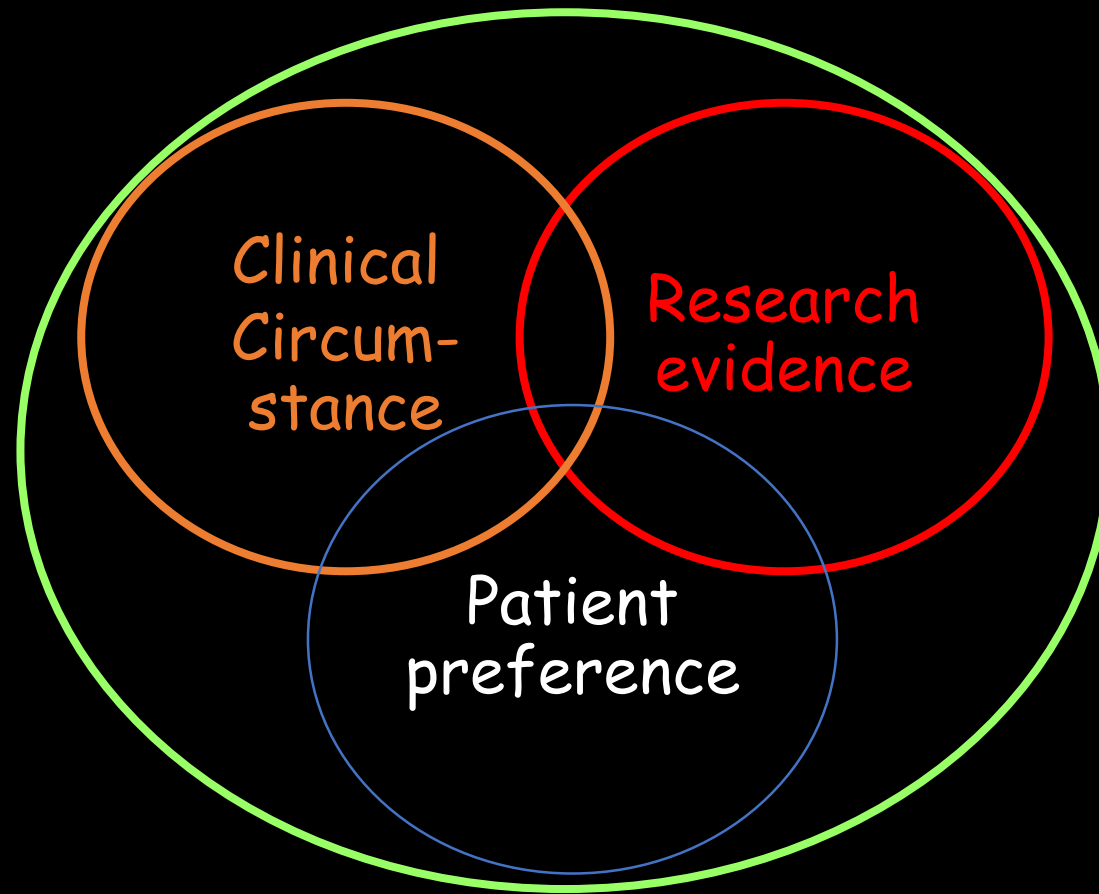 Clinical
Circum-
stance
Research
evidence
Patient
preference